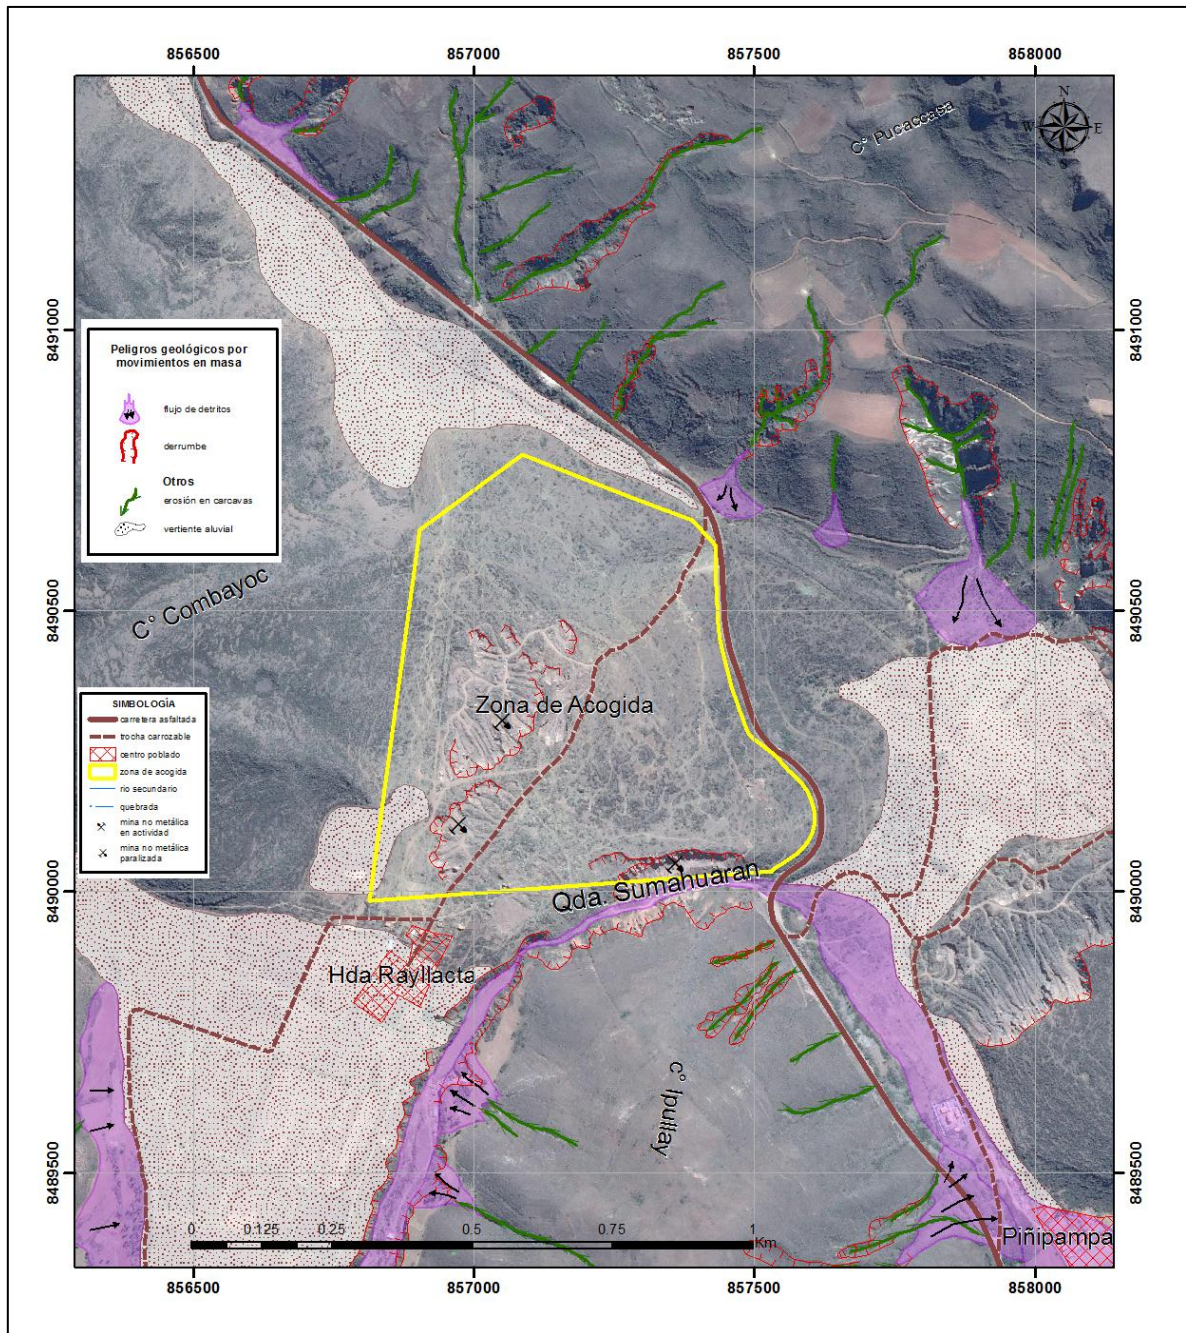 856500
857000
857500
858000
N
W
E
S
C° Pucaccasa
8491000
8491000
Peligros geológicos por
movimientos en masa
flujo de detritos
derrumbe
Otros
erosión en carcavas
vertiente aluvial
C° Combayoc
8490500
8490500
SIMBOLOGÍA
carretera asfaltada
trocha carrozable
centro poblado
zona de acogida
rio secundario
quebrada
mina no metálica
en actividad
mina no metálica
paralizada
Zona de Acogida
8490000
8490000
Qda. Sumahuaran
Hda Rayllacta
C° Ipullay
8489500
8489500
0
0.125
0.25
0.5
0.75
1
Km
Piñipampa
856500
857000
857500
858000